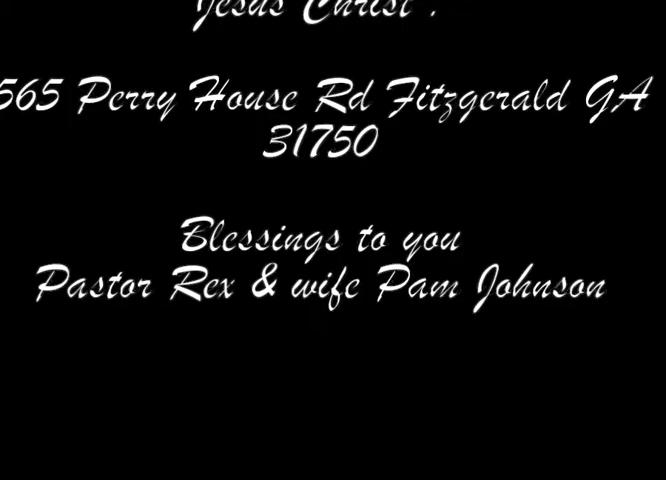 Jesus Christ .
565 Perry House Rd Fitzgerald GA
31750
Blessings to you
Pastor Rex & wife Pam Johnson